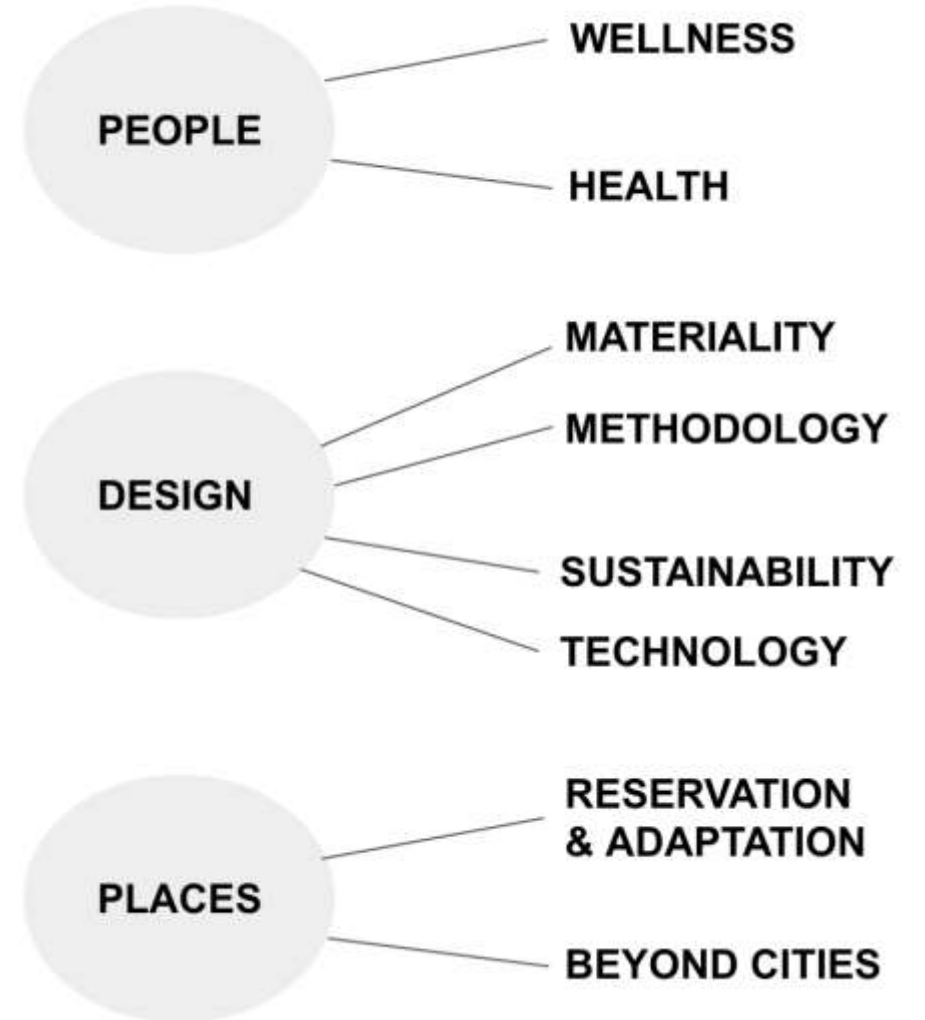 PEOPLE
WELLNESS
HEALTH
DESIGN
MATERIALITY
METHODOLOGY
SUSTAINABILITY
TECHNOLOGY
PLACES
RESERVATION
& ADAPTATION
BEYOND CITIES